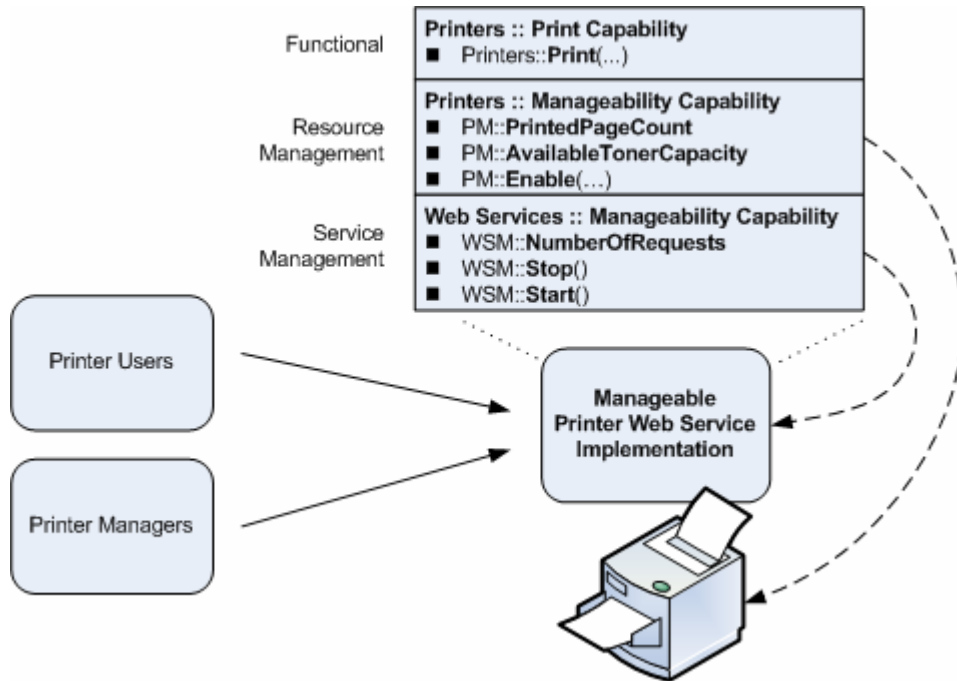 Functional
Printers :: Print Capability
■ Printers::Print(...)
Resource
Management
Printers :: Manageability Capability
■ PM::PrintedPageCount
■ PM::AvailableTonerCapacity
■ PM::Enable(...)
Service
Management
Web Services :: Manageability Capability
■ WSM::NumberOfRequests
■ WSM::Stop()
■ WSM::Start()
Printer Users
Manageable
Printer Web Service
Implementation
Printer Managers